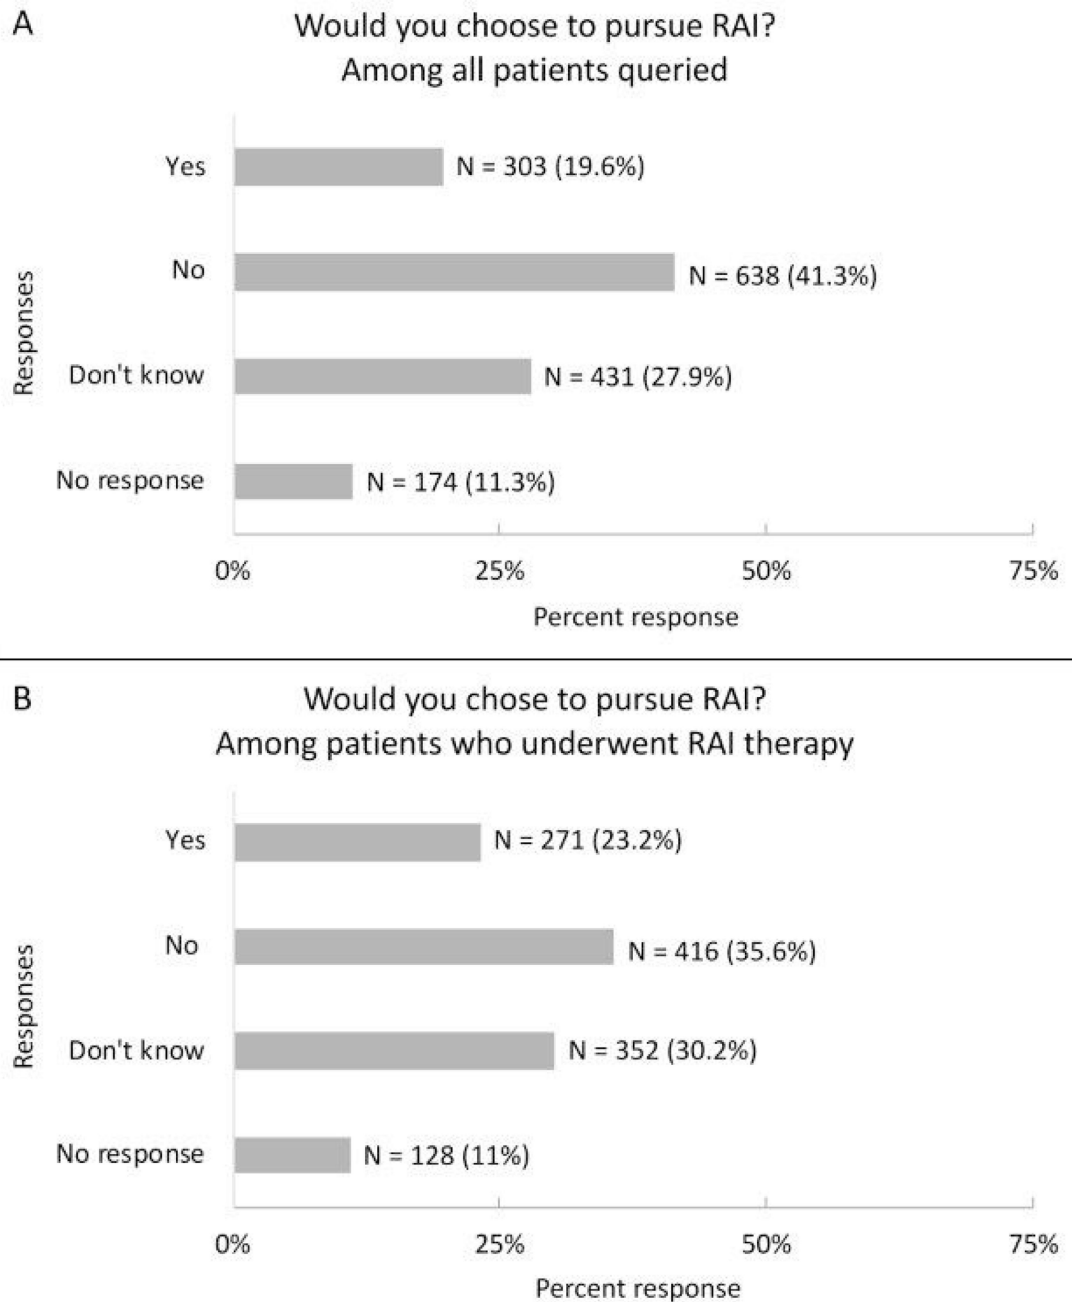 A
Would you choose to pursue RAI?
Among all patients queried
Responses
Yes
N = 303 (19.6%)
No
N = 638 (41.3%)
Don't know
N = 431 (27.9%)
No response
N = 174 (11.3%)
0%
25%
50%
75%
Percent response
B
Would you chose to pursue RAI?
Among patients who underwent RAI therapy
Responses
Yes
N = 271 (23.2%)
No
N = 416 (35.6%)
Don't know
N = 352 (30.2%)
No response
N = 128 (11%)
0%
25%
50%
75%
Percent response